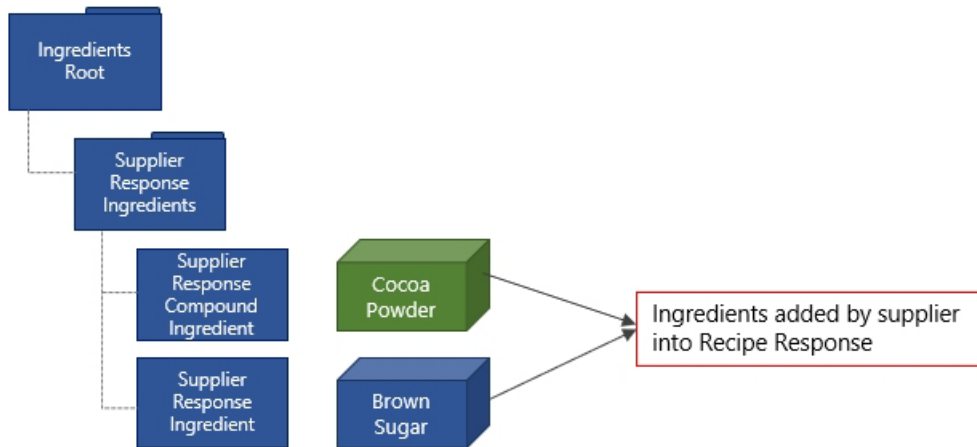 Ingredients
Root
Supplier
Response
Ingredients
Supplier
Response
Compound
Ingredient
Cocoa
Powder
Ingredients added by supplier
into Recipe Response
Supplier
Response
Ingredient
Brown
Sugar